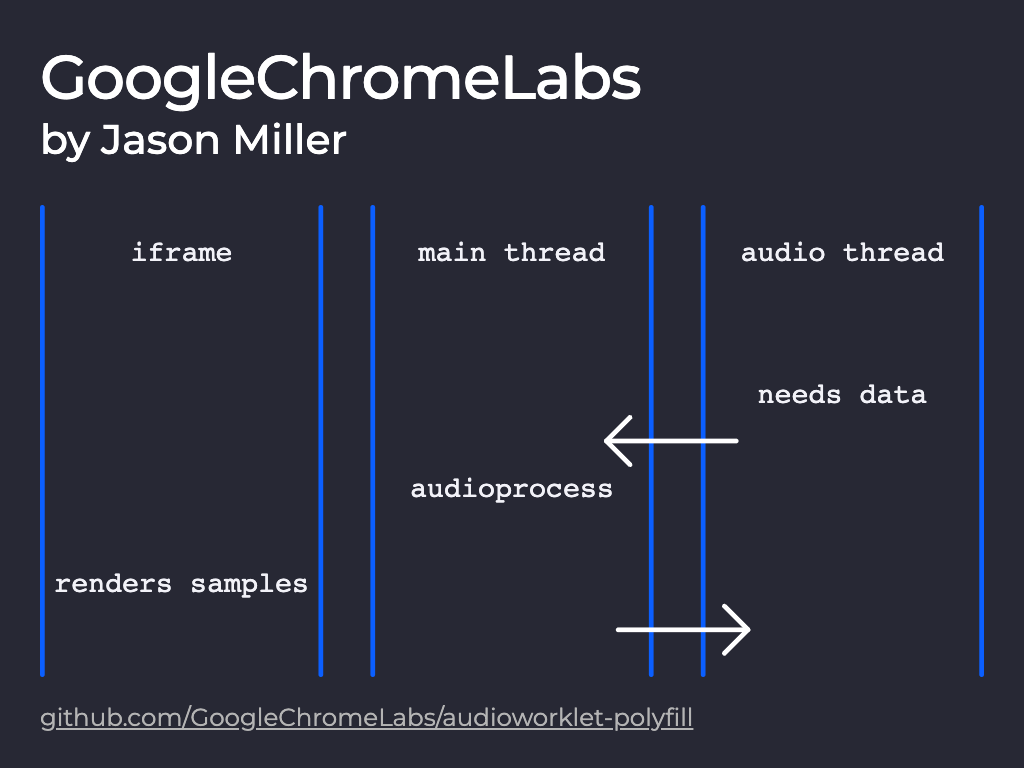 GoogleChromeLabs
by Jason Miller
iframe
main thread
audio thread
needs data
audioprocess
renders samples
github.com/GoogleChromeLabs/audioworklet-polyfill